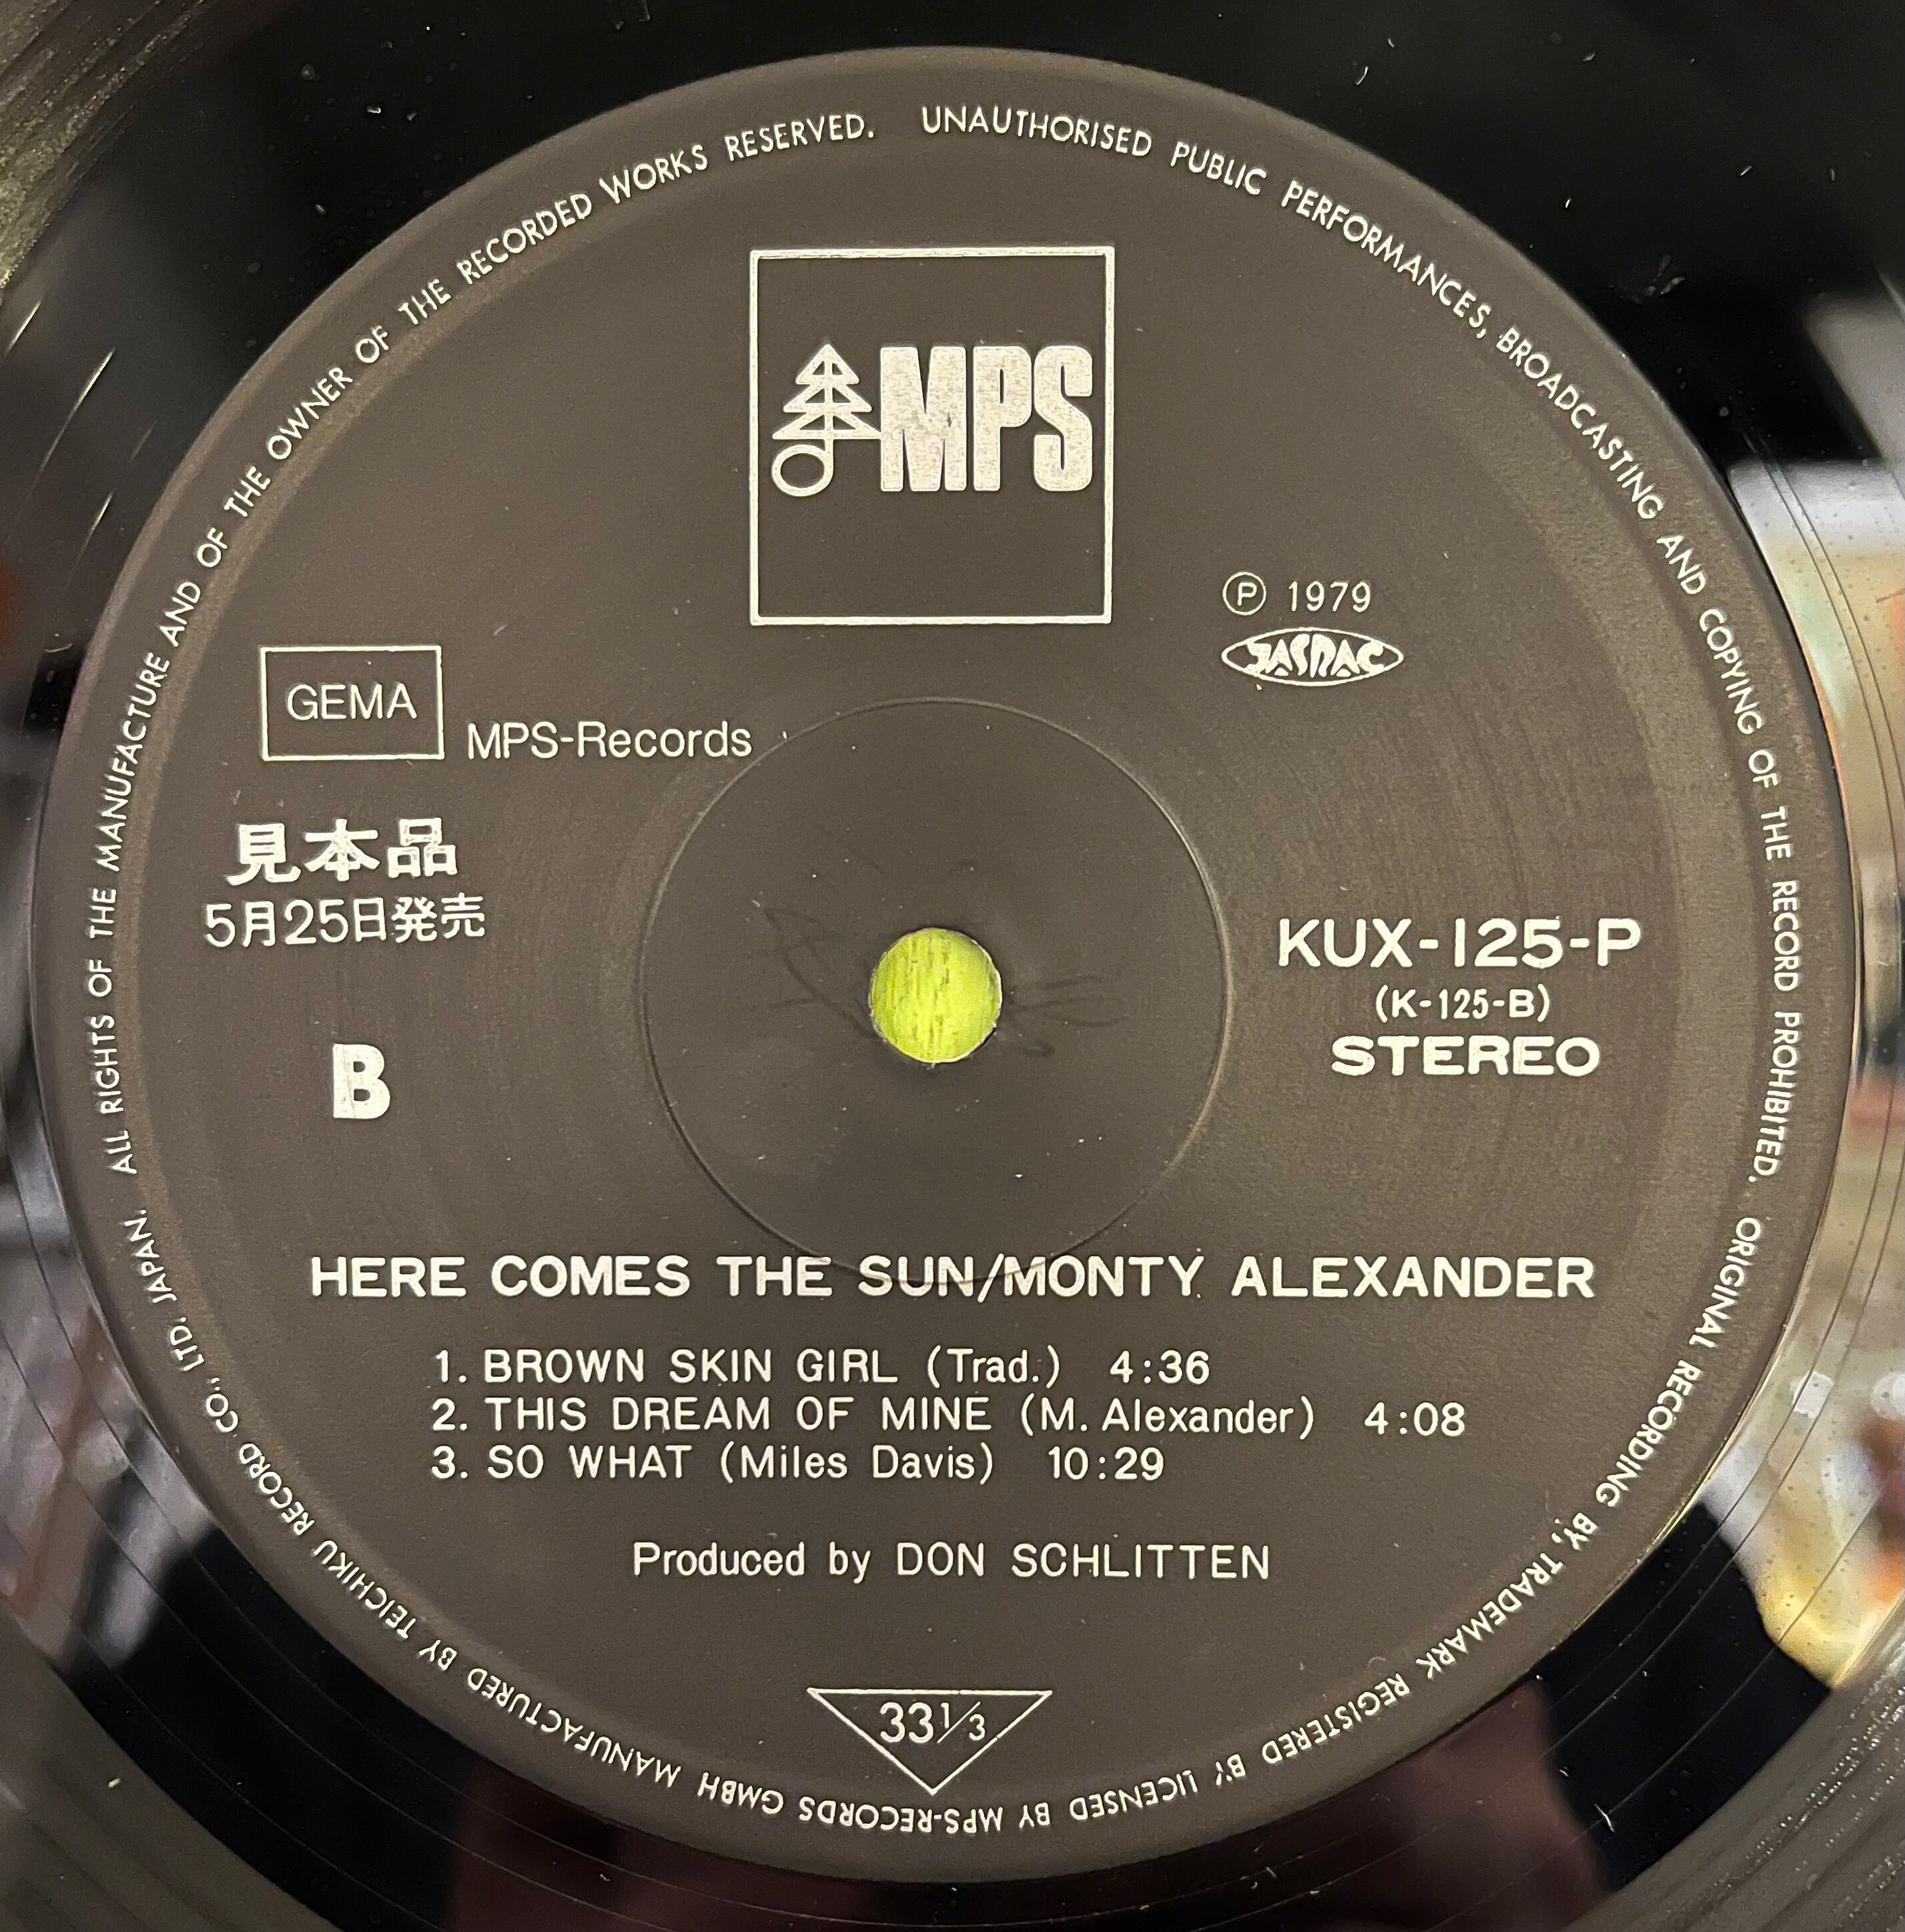 ALL RIGHTS OF THE MANUFACTURE AND OF THE OWNER OF THE RECORDED WORKS RESERVED. UNAUTHORISED PUBLIC PERFORMANCES, BROADCASTING AND COPYING OF THE RECORD PROHIBITED. ORIGINAL RECORDING BY, TRADEMARK REGISTERED BY, LICENSED BY MPS-RECORDS GMBH MANUFACTURED BY TEICHIKU RECORD CO., LTD. JAPAN.
MPS
Ⓟ 1979
JASRAC
GEMA
MPS-Records
見本品
5月25日発売
B
KUX-125-P
(K-125-B)
STEREO
HERE COMES THE SUN/MONTY ALEXANDER
1. BROWN SKIN GIRL (Trad.) 4:36
2. THIS DREAM OF MINE (M. Alexander) 4:08
3. SO WHAT (Miles Davis) 10:29
Produced by DON SCHLITTEN
33 1/3